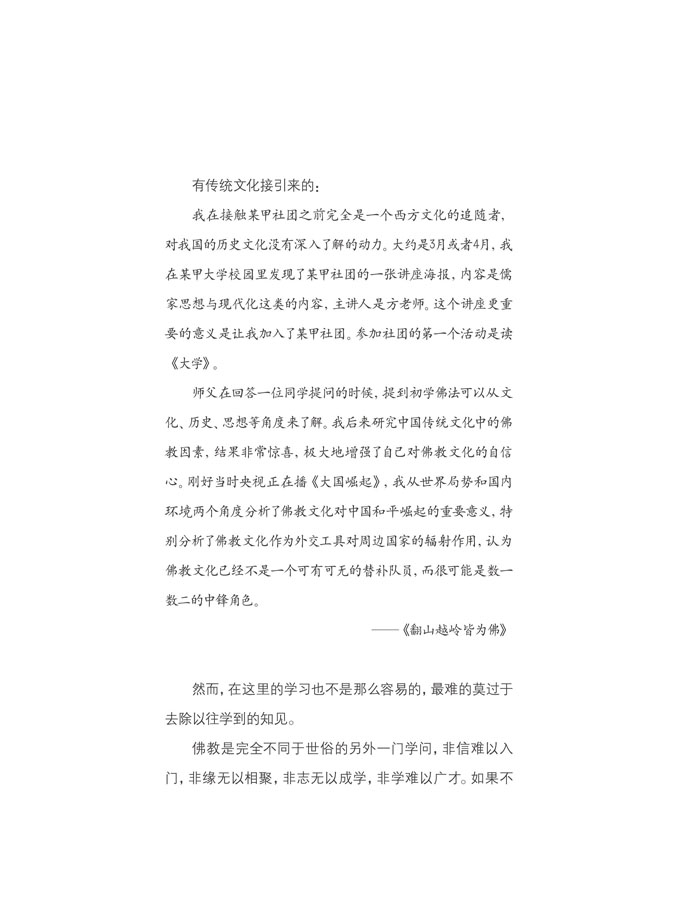 有传统文化接引来的：
我在接触某甲社团之前完全是一个西方文化的追随者，
对我国的历史文化没有深入了解的动力。大约是3月或者4月，我
在某甲大学校园里发现了某甲社团的一张讲座海报，内容是儒
家思想与现代化这类的内容，主讲人是方老师。这个讲座更重
要的意义是让我加入了某甲社团。参加社团的第一个活动是读
《大学》。
师父在回答一位同学提问的时候，提到初学佛法可以从文
化、历史、思想等角度来了解。我后来研究中国传统文化中的佛
教因素，结果非常惊喜，极大地增强了自己对佛教文化的自信
心。刚好当时央视正在播《大国崛起》，我从世界局势和国内
环境两个角度分析了佛教文化对中国和平崛起的重要意义，特
别分析了佛教文化作为外交工具对周边国家的辐射作用，认为
佛教文化已经不是一个可有可无的替补队员，而很可能是数一
数二的中锋角色。
——《翻山越岭皆为佛》
然而，在这里的学习也不是那么容易的，最难的莫过于
去除以往学到的知见。
佛教是完全不同于世俗的另外一门学问，非信难以入
门，非缘无以相聚，非志无以成学，非学难以广才。如果不